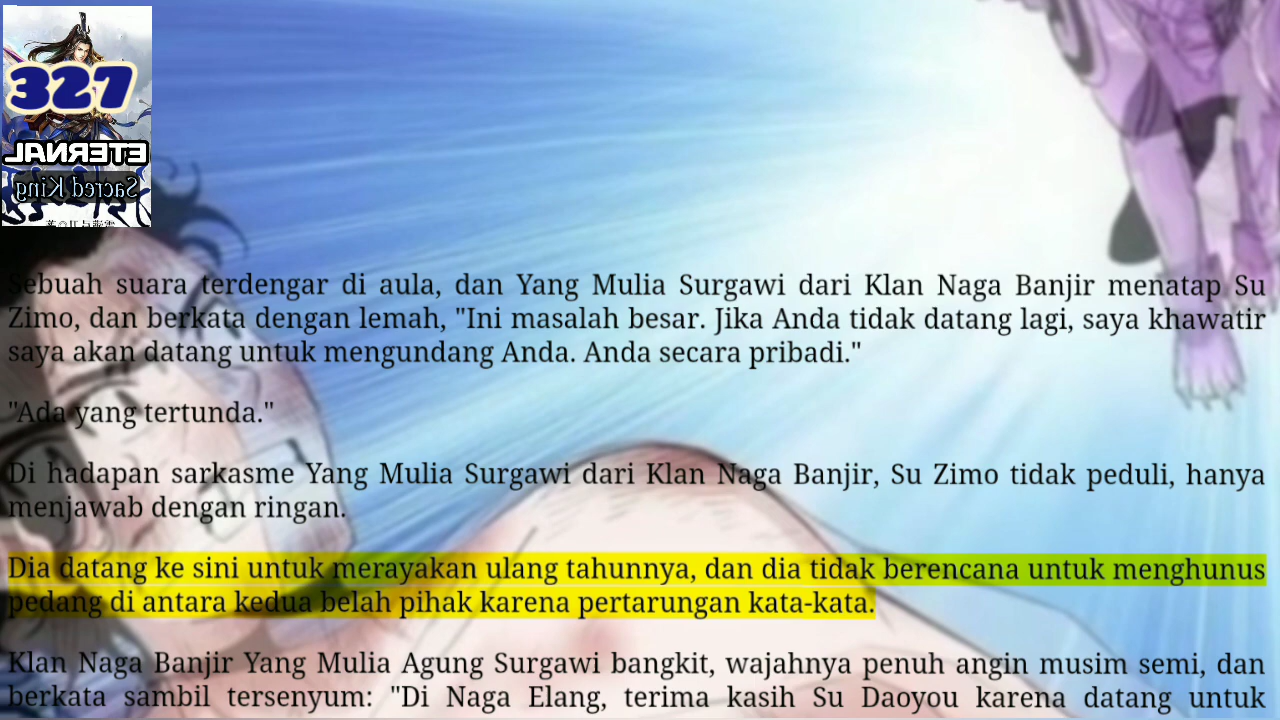 327
ETERNAL
Sacred King
Sebuah suara terdengar di aula, dan Yang Mulia Surgawi dari Klan Naga Banjir menatap Su
Zimo, dan berkata dengan lemah, "Ini masalah besar. Jika Anda tidak datang lagi, saya khawatir
saya akan datang untuk mengundang Anda. Anda secara pribadi."
"Ada yang tertunda."
Di hadapan sarkasme Yang Mulia Surgawi dari Klan Naga Banjir, Su Zimo tidak peduli, hanya
menjawab dengan ringan.
Dia datang ke sini untuk merayakan ulang tahunnya, dan dia tidak berencana untuk menghunus
pedang di antara kedua belah pihak karena pertarungan kata-kata.
Klan Naga Banjir Yang Mulia Agung Surgawi bangkit, wajahnya penuh angin musim semi, dan
berkata sambil tersenyum: "Di Naga Elang, terima kasih Su Daoyou karena datang untuk